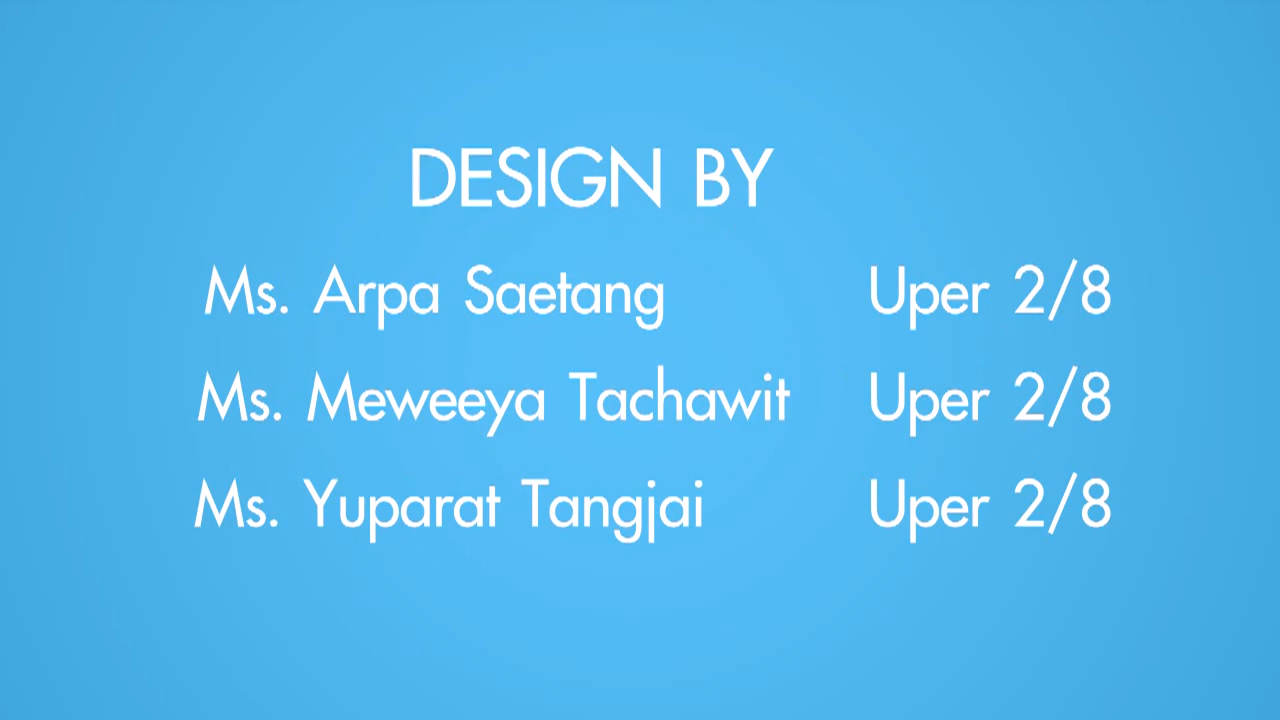 DESIGN BY
Ms. Arpa Saetang Uper 2/8
Ms. Meweeya Tachawit Uper 2/8
Ms. Yuparat Tangjai Uper 2/8